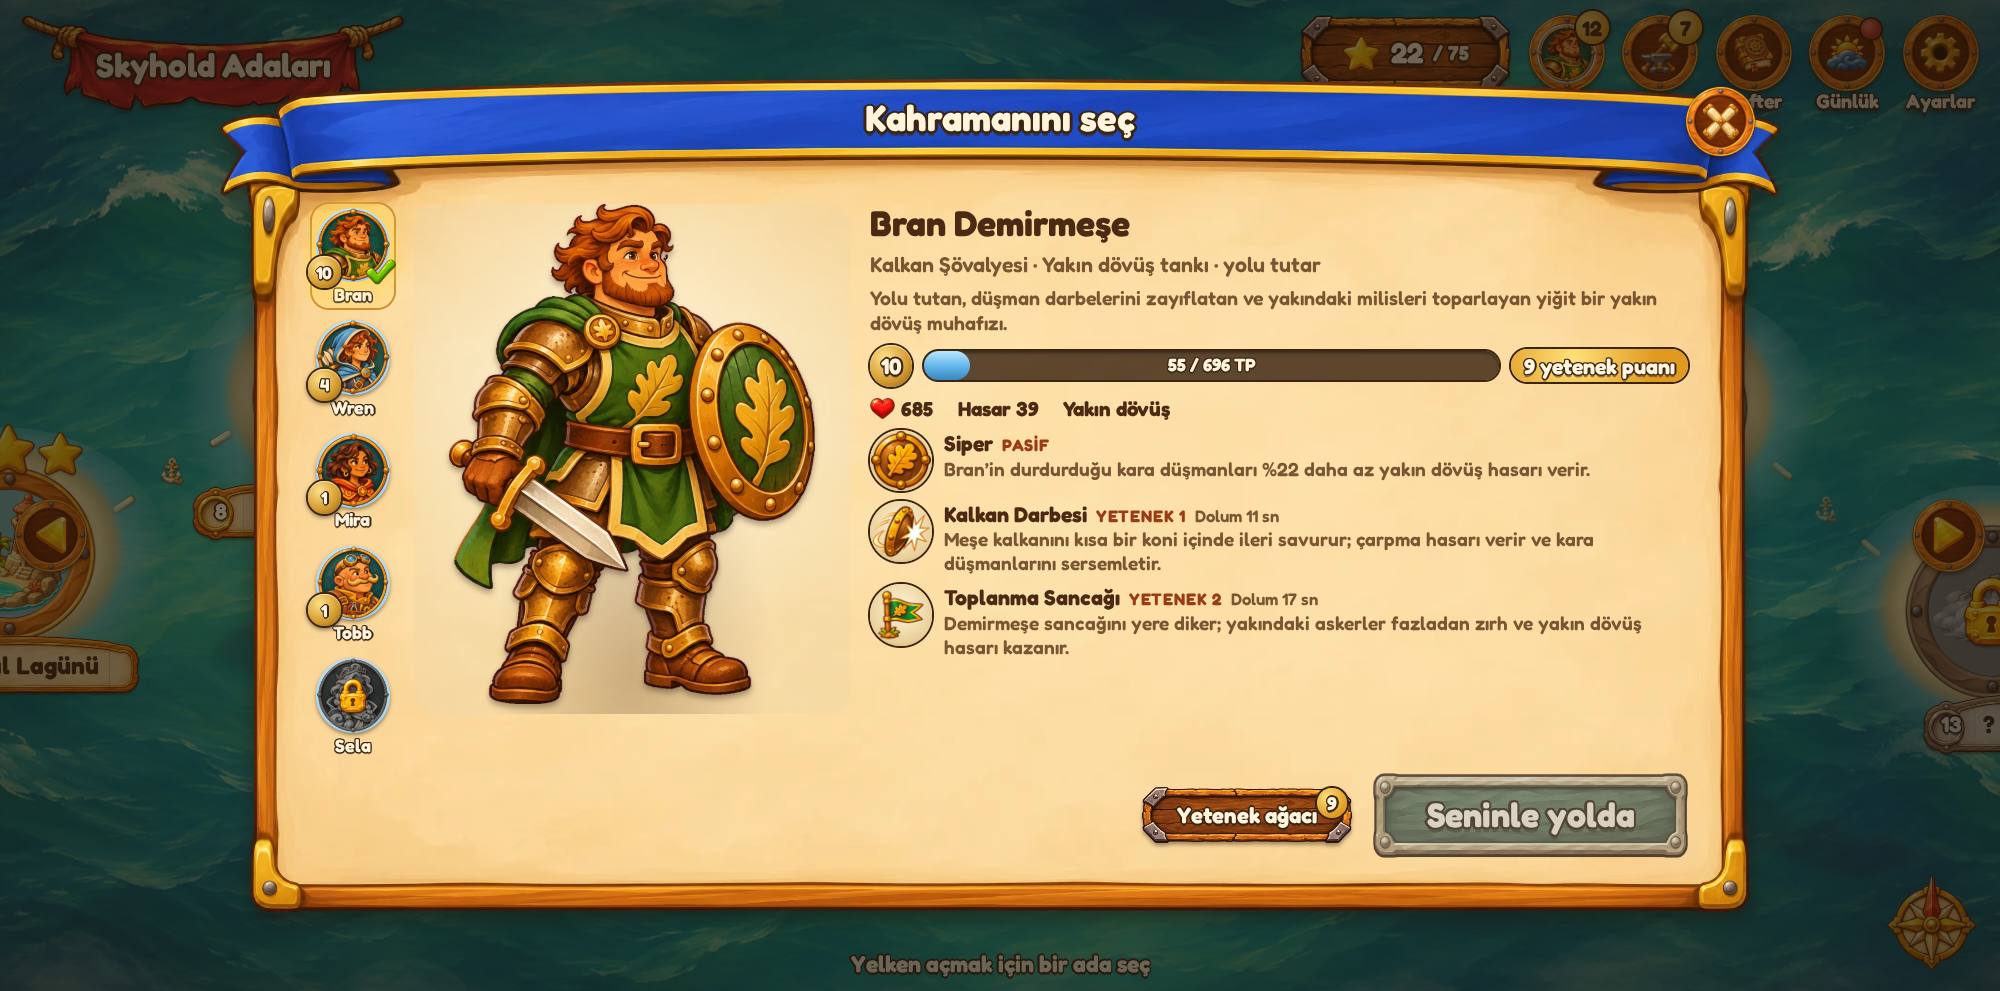 Skyhold Adaları
22 / 75
12
7
fter
Günlük
Ayarlar
Kahramanını seç
10
Bran
4
Wren
1
Mira
1
Tobb
Sela
Bran Demirmeşe
Kalkan Şövalyesi · Yakın dövüş tankı · yolu tutar
Yolu tutan, düşman darbelerini zayıflatan ve yakındaki milisleri toparlayan yiğit bir yakın
dövüş muhafızı.
10
55 / 696 TP
9 yetenek puanı
685 Hasar 39 Yakın dövüş
Siper PASİF
Bran'in durdurduğu kara düşmanları %22 daha az yakın dövüş hasarı verir.
Kalkan Darbesi YETENEK 1 Dolum 11 sn
Meşe kalkanını kısa bir koni içinde ileri savurur; çarpma hasarı verir ve kara
düşmanlarını sersemletir.
Toplanma Sancağı YETENEK 2 Dolum 17 sn
Demirmeşe sancağını yere diker; yakındaki askerler fazladan zırh ve yakın dövüş
hasarı kazanır.
Yetenek ağacı
9
Seninle yolda
8
l Lagünü
13 ?
Yelken açmak için bir ada seç